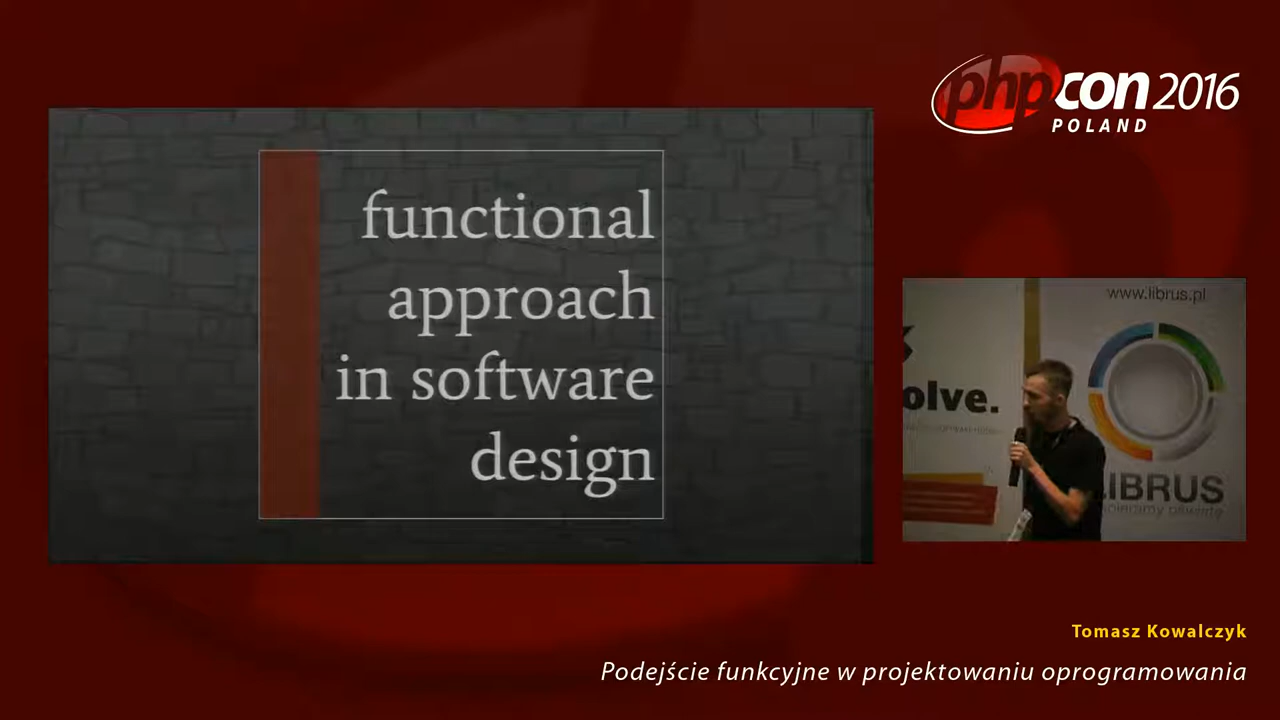 phpcon 2016
POLAND
functional
approach
in software
design
www.librus.pl
olve.
LIBRUS
Tomasz Kowalczyk
Podejście funkcyjne w projektowaniu oprogramowania